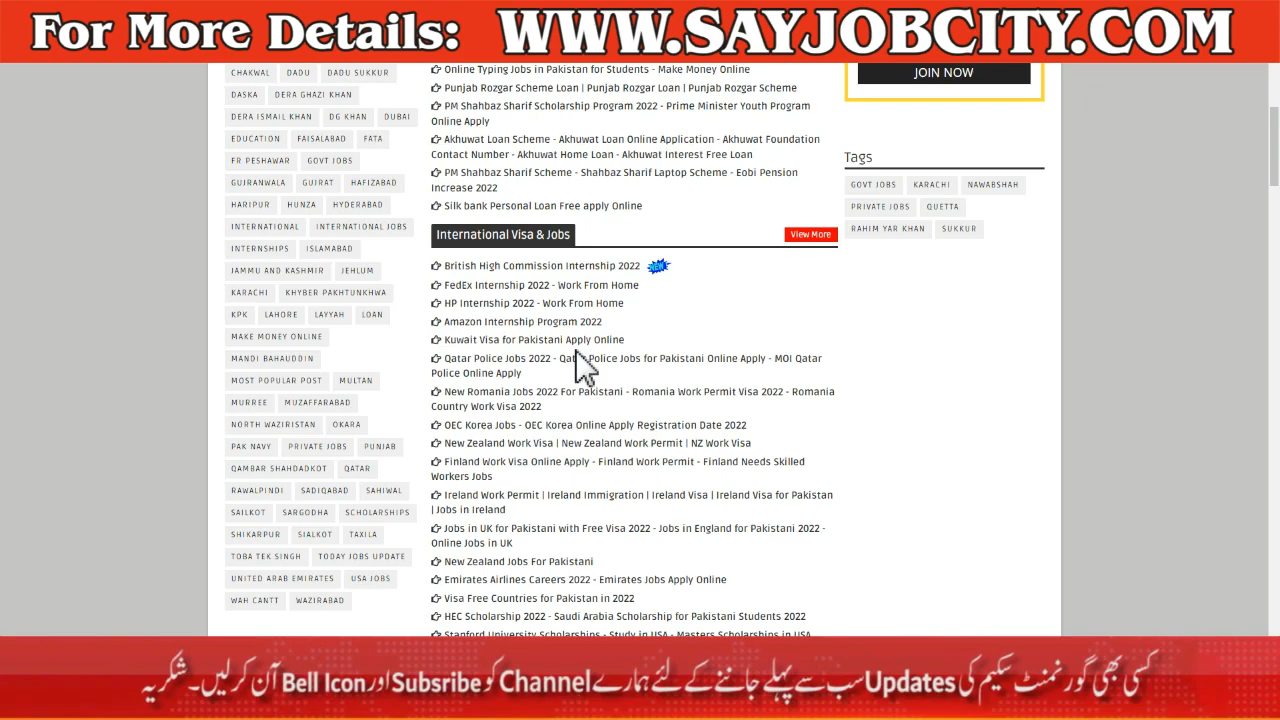 For More Details: WWW.SAYJOBCITY.COM
CHAKWAL DADU DADU SUKKUR
DASKA DERA GHAZI KHAN
DERA ISMAIL KHAN DG KHAN DUBAI
EDUCATION FAISALABAD FATA
FR PESHAWAR GOVT JOBS
GUJRANWALA GUJRAT HAFIZABAD
HARIPUR HUNZA HYDERABAD
INTERNATIONAL INTERNATIONAL JOBS
INTERNSHIPS ISLAMABAD
JAMMU AND KASHMIR JEHLUM
KARACHI KHYBER PAKHTUNKHWA
KPK LAHORE LAYYAH LOAN
MAKE MONEY ONLINE
MANDI BAHAUDDIN
MOST POPULAR POST MULTAN
MURREE MUZAFFARABAD
NORTH WAZIRISTAN OKARA
PAK NAVY PRIVATE JOBS PUNJAB
QAMBAR SHAHDADKOT QATAR
RAWALPINDI SADIQABAD SAHIWAL
SAILKOT SARGODHA SCHOLARSHIPS
SHIKARPUR SIALKOT TAXILA
TOBA TEK SINGH TODAY JOBS UPDATE
UNITED ARAB EMIRATES USA JOBS
WAH CANTT WAZIRABAD
Online Typing Jobs in Pakistan for Students - Make Money Online
Punjab Rozgar Scheme Loan | Punjab Rozgar Loan | Punjab Rozgar Scheme
PM Shahbaz Sharif Scholarship Program 2022 - Prime Minister Youth Program
Online Apply
Akhuwat Loan Scheme - Akhuwat Loan Online Application - Akhuwat Foundation
Contact Number - Akhuwat Home Loan - Akhuwat Interest Free Loan
PM Shahbaz Sharif Scheme - Shahbaz Sharif Laptop Scheme - Eobi Pension
Increase 2022
Silk bank Personal Loan Free apply Online
International Visa & Jobs View More
British High Commission Internship 2022 NEW
FedEx Internship 2022 - Work From Home
HP Internship 2022 - Work From Home
Amazon Internship Program 2022
Kuwait Visa for Pakistani Apply Online
Qatar Police Jobs 2022 - Qatar Police Jobs for Pakistani Online Apply - MOI Qatar
Police Online Apply
New Romania Jobs 2022 For Pakistani - Romania Work Permit Visa 2022 - Romania
Country Work Visa 2022
OEC Korea Jobs - OEC Korea Online Apply Registration Date 2022
New Zealand Work Visa | New Zealand Work Permit | NZ Work Visa
Finland Work Visa Online Apply - Finland Work Permit - Finland Needs Skilled
Workers Jobs
Ireland Work Permit | Ireland Immigration | Ireland Visa | Ireland Visa for Pakistan
| Jobs in Ireland
Jobs in UK for Pakistani with Free Visa 2022 - Jobs in England for Pakistani 2022 -
Online Jobs in UK
New Zealand Jobs For Pakistani
Emirates Airlines Careers 2022 - Emirates Jobs Apply Online
Visa Free Countries for Pakistan in 2022
HEC Scholarship 2022 - Saudi Arabia Scholarship for Pakistani Students 2022
Stanford University Scholarships - Study in USA - Masters Scholarships in USA
JOIN NOW
Tags
GOVT JOBS KARACHI NAWABSHAH
PRIVATE JOBS QUETTA
RAHIM YAR KHAN SUKKUR
کسی بھی گورنمنٹ سکیم کی Updates سب سے پہلے جاننے کے لئے ہمارے Channel کو Subsribe اور Bell Icon آن کرلیں۔ شکریہ